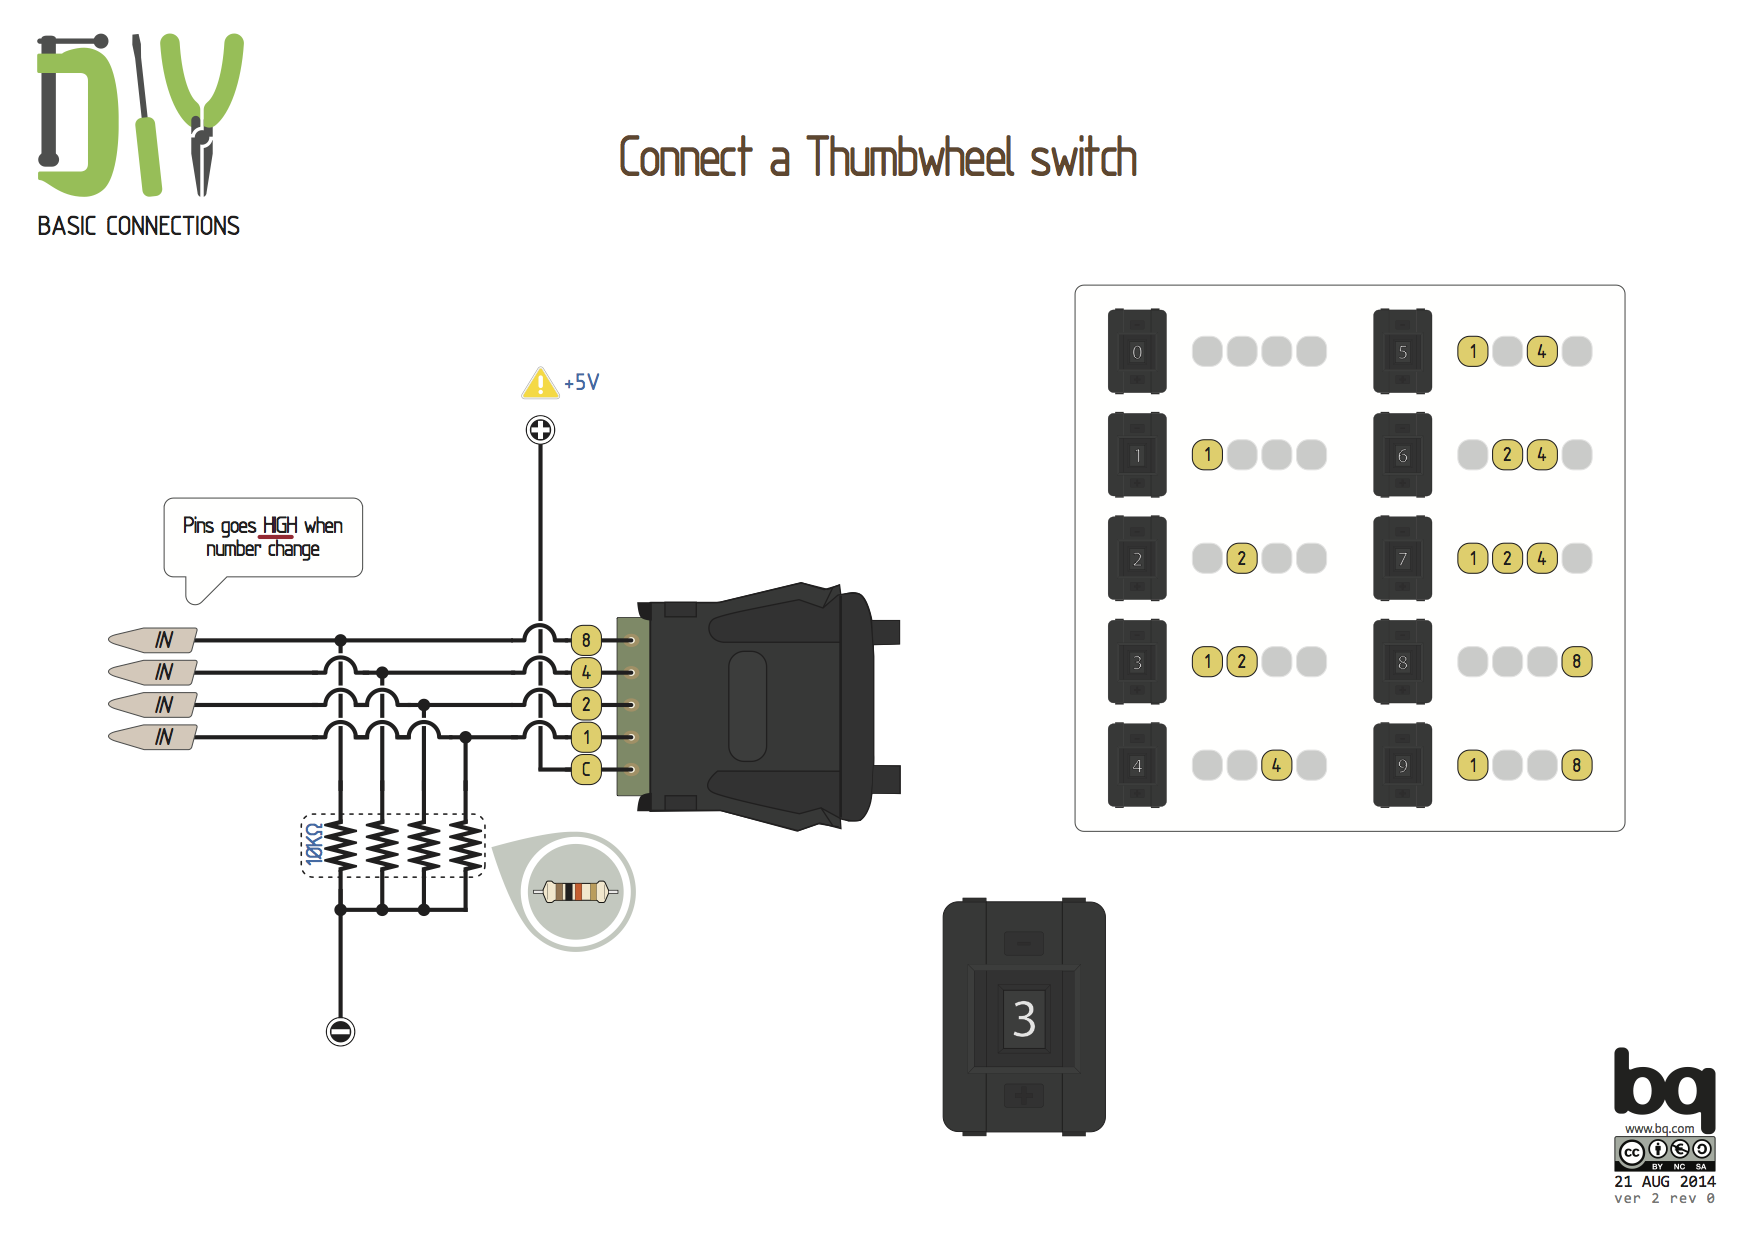 DIY
BASIC CONNECTIONS
Connect a Thumbwheel switch
+5V
Pins goes HIGH when
number change
IN
IN
IN
IN
8
4
2
1
C
10KΩ
0
1
1
2
2
3
1 2
4
4
5
1 4
6
2 4
7
1 2 4
8
8
9
1 8
3
bq
www.bq.com
cc
BY NC SA
21 AUG 2014
ver 2 rev 0